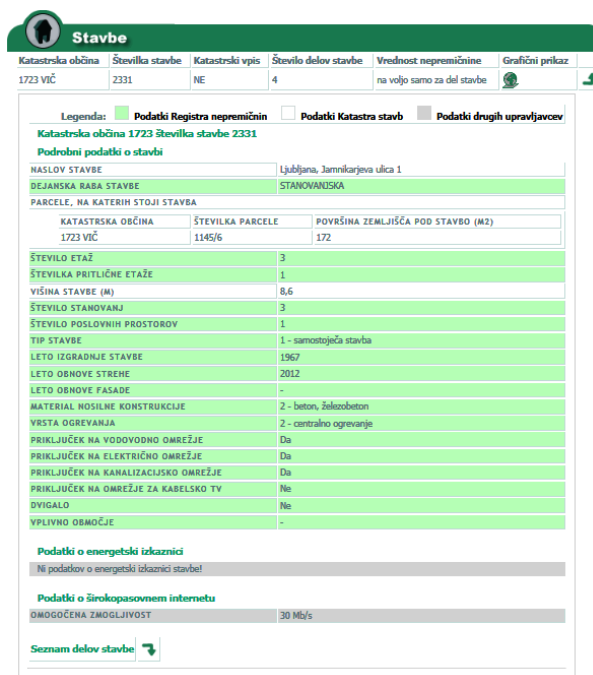 Stavbe
Katastrska občina Številka stavbe Katastrski vpis Število delov stavbe Vrednost nepremičnine Grafični prikaz
1723 VIČ 2331 NE 4 na voljo samo za del stavbe
Legenda: Podatki Registra nepremičnin Podatki Katastra stavb Podatki drugih upravljavcev
Katastrska občina 1723 številka stavbe 2331
Podrobni podatki o stavbi
NASLOV STAVBE Ljubljana, Jamnikarjeva ulica 1
DEJANSKA RABA STAVBE STANOVANJSKA
PARCELE, NA KATERIH STOJI STAVBA
KATASTRSKA OBČINA ŠTEVILKA PARCELE POVRŠINA ZEMLJIŠČA POD STAVBO (M2)
1723 VIČ 1145/6 172
ŠTEVILO ETAŽ 3
ŠTEVILKA PRITLIČNE ETAŽE 1
VIŠINA STAVBE (M) 8,6
ŠTEVILO STANOVANJ 3
ŠTEVILO POSLOVNIH PROSTOROV 1
TIP STAVBE 1 - samostoječa stavba
LETO IZGRADNJE STAVBE 1967
LETO OBNOVE STREHE 2012
LETO OBNOVE FASADE -
MATERIAL NOSILNE KONSTRUKCIJE 2 - beton, železobeton
VRSTA OGREVANJA 2 - centralno ogrevanje
PRIKLJUČEK NA VODOVODNO OMREŽJE Da
PRIKLJUČEK NA ELEKTRIČNO OMREŽJE Da
PRIKLJUČEK NA KANALIZACIJSKO OMREŽJE Da
PRIKLJUČEK NA OMREŽJE ZA KABELSKO TV Ne
DVIGALO Ne
VPLIVNO OBMOČJE -
Podatki o energetski izkaznici
Ni podatkov o energetski izkaznici stavbe!
Podatki o širokopasovnem internetu
OMOGOČENA ZMOGLJIVOST 30 Mb/s
Seznam delov stavbe